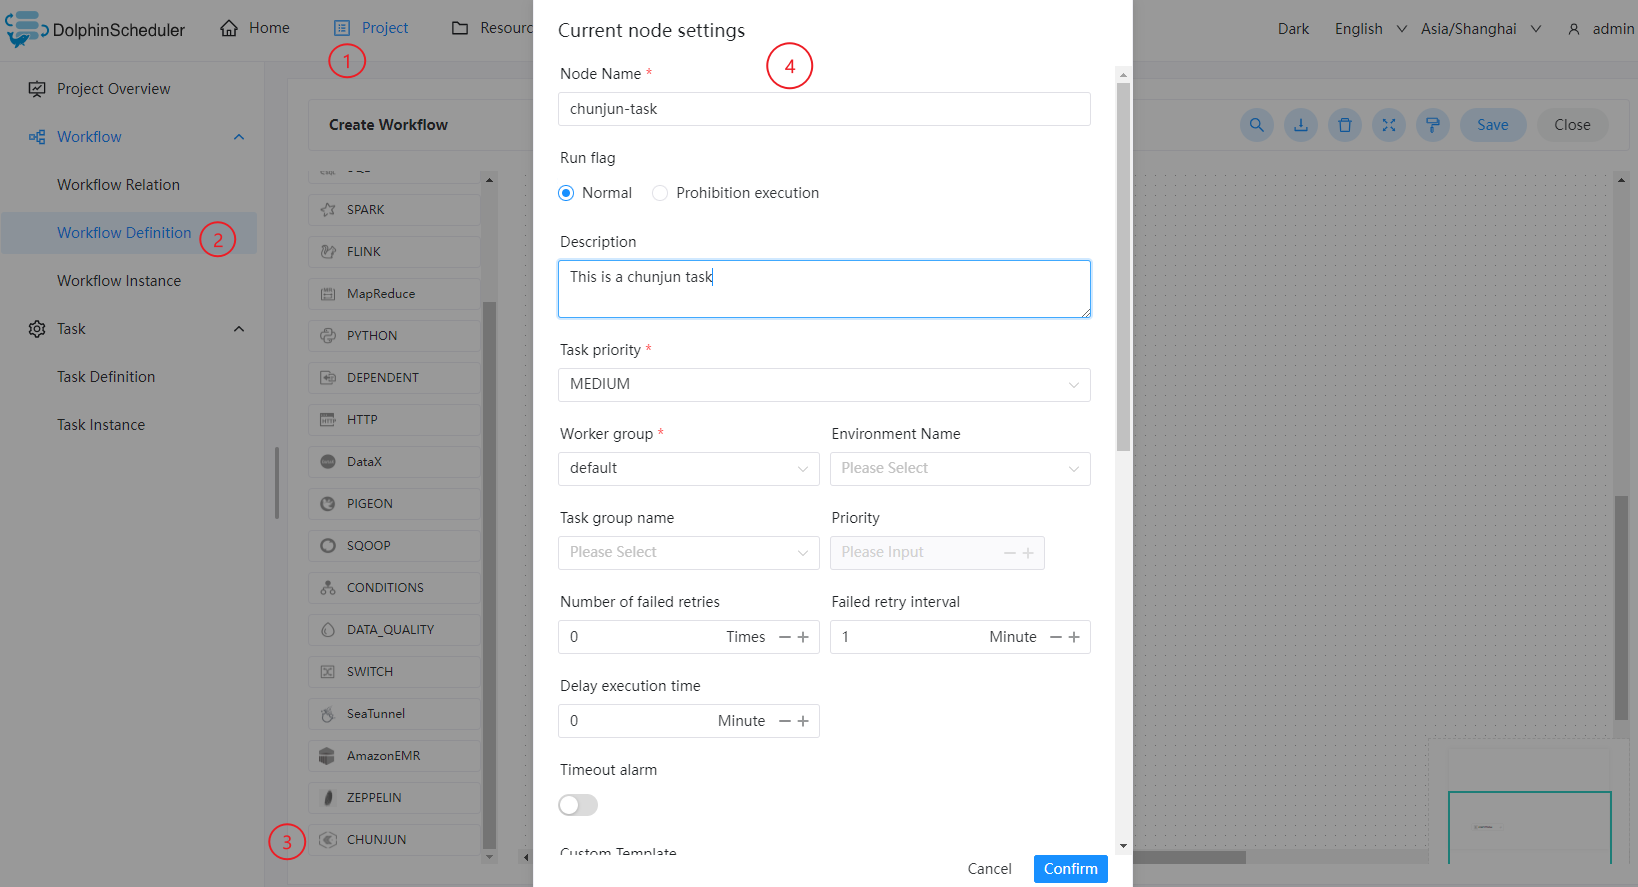 DolphinScheduler
Home
Project
Resourc
Dark
English
Asia/Shanghai
admin
1
Project Overview
Workflow
Workflow Relation
Workflow Definition
2
Workflow Instance
Task
Task Definition
Task Instance
Create Workflow
Save
Close
SPARK
FLINK
MapReduce
PYTHON
DEPENDENT
HTTP
DataX
PIGEON
SQOOP
CONDITIONS
DATA_QUALITY
SWITCH
SeaTunnel
AmazonEMR
ZEPPELIN
3
CHUNJUN
Current node settings
4
Node Name *
chunjun-task
Run flag
Normal
Prohibition execution
Description
This is a chunjun task
Task priority *
MEDIUM
Worker group *
Environment Name
default
Please Select
Task group name
Priority
Please Select
Please Input
Number of failed retries
Failed retry interval
0 Times
1 Minute
Delay execution time
0 Minute
Timeout alarm
Custom Template
Cancel
Confirm